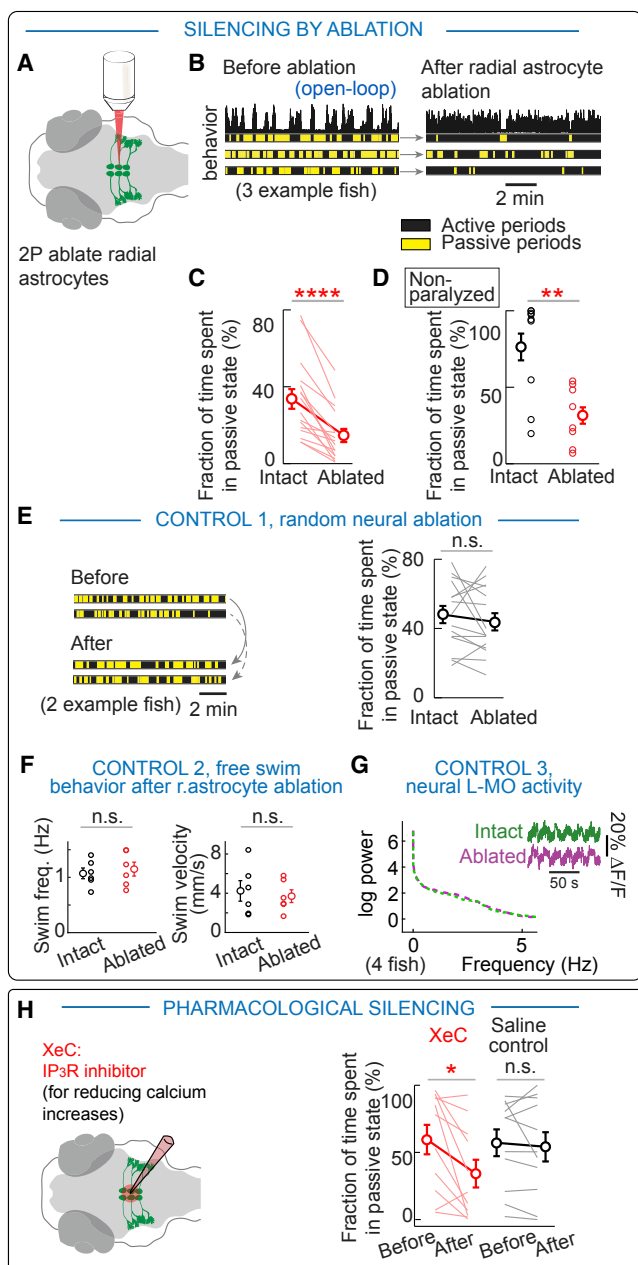 SILENCING BY ABLATION
A
2P ablate radial
astrocytes
B
Before ablation
(open-loop)
After radial astrocyte
ablation
behavior
(3 example fish)
2 min
Active periods
Passive periods
C
****
Fraction of time spent
in passive state (%)
80
40
0
Intact
Ablated
D
Non-
paralyzed
**
Fraction of time spent
in passive state (%)
100
50
0
Intact
Ablated
E
CONTROL 1, random neural ablation
Before
After
(2 example fish)
2 min
n.s.
Fraction of time spent
in passive state (%)
80
40
0
Intact
Ablated
F
CONTROL 2, free swim
behavior after r.astrocyte ablation
n.s.
Swim freq. (Hz)
1
0
Intact
Ablated
n.s.
Swim velocity
(mm/s)
8
4
0
Intact
Ablated
G
CONTROL 3,
neural L-MO activity
log power
6
4
2
0
0
5
Frequency (Hz)
(4 fish)
Intact
Ablated
50 s
20% ΔF/F
H
PHARMACOLOGICAL SILENCING
XeC:
IP3R inhibitor
(for reducing calcium
increases)
XeC
*
Saline
control
n.s.
Fraction of time spent
in passive state (%)
100
50
0
Before
After
Before
After